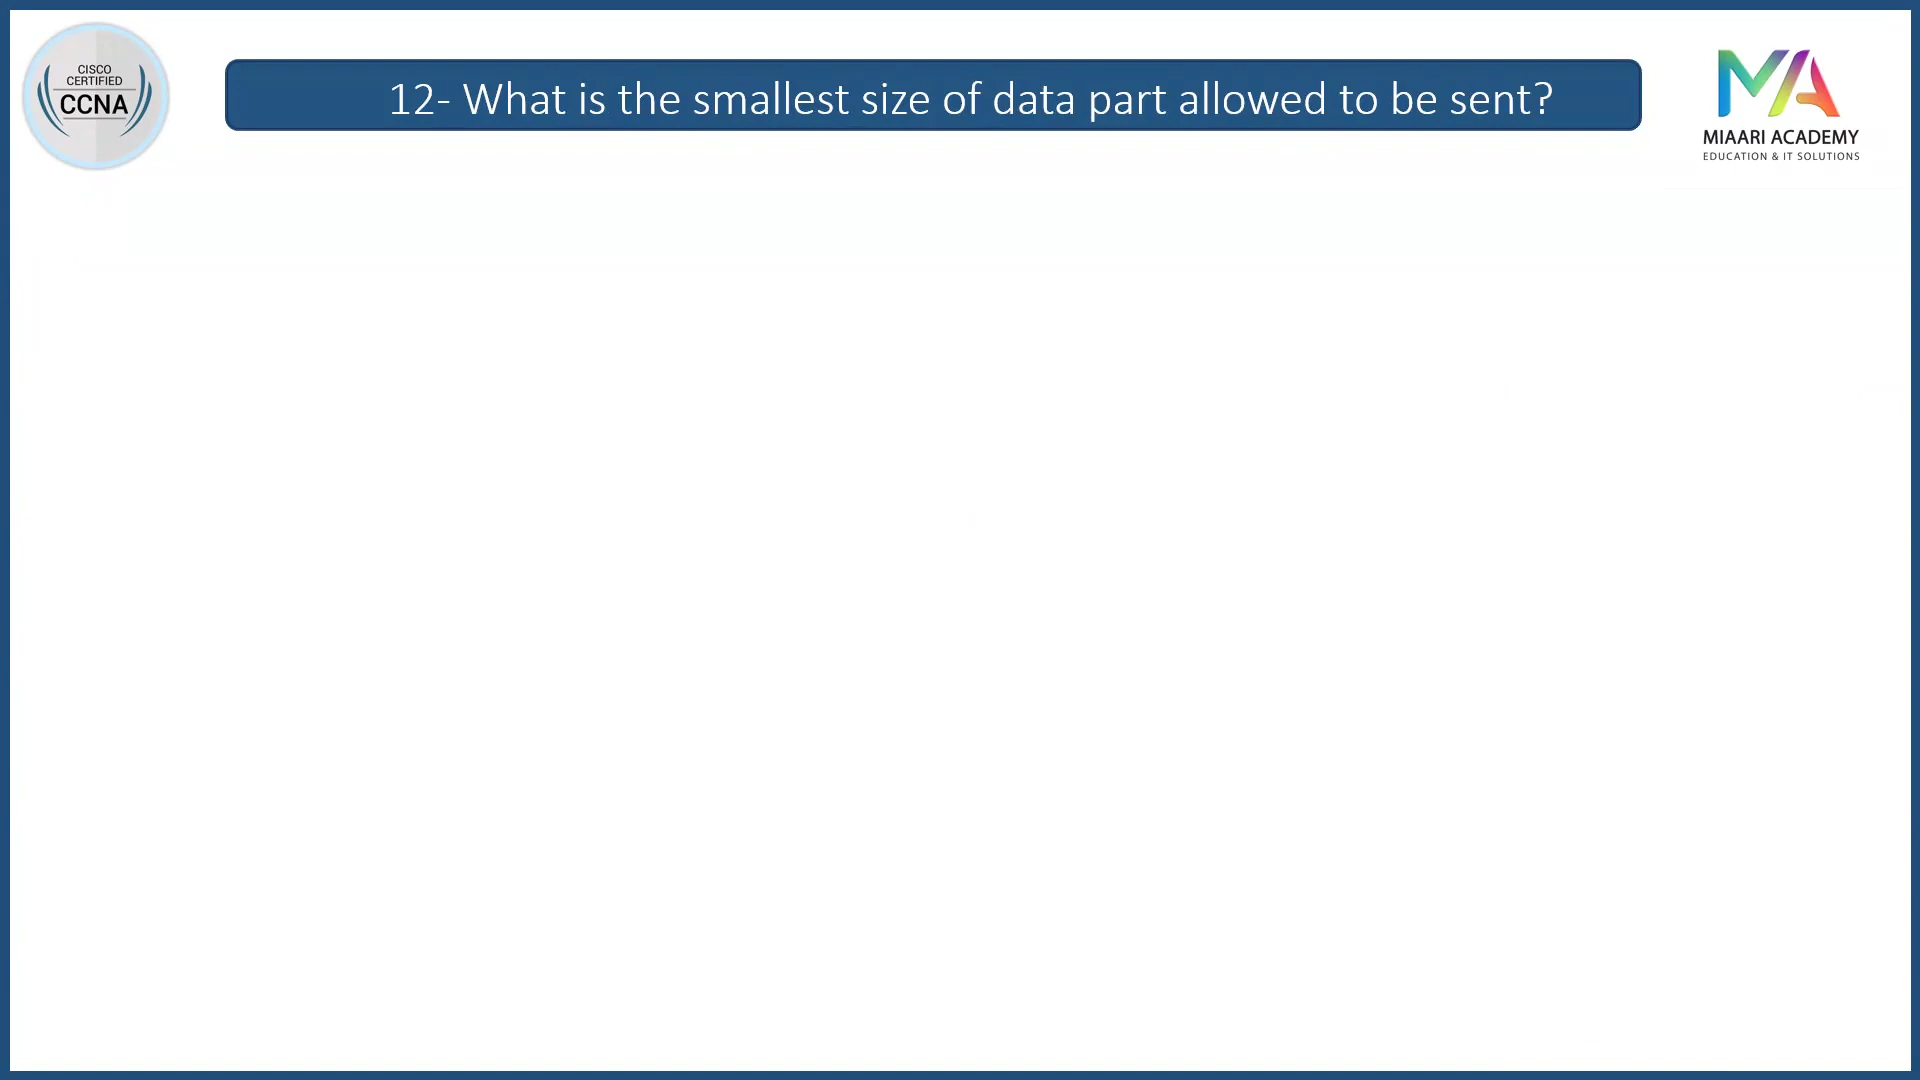 CISCO
CERTIFIED
CCNA
12- What is the smallest size of data part allowed to be sent?
MA
MIAARI ACADEMY
EDUCATION & IT SOLUTIONS